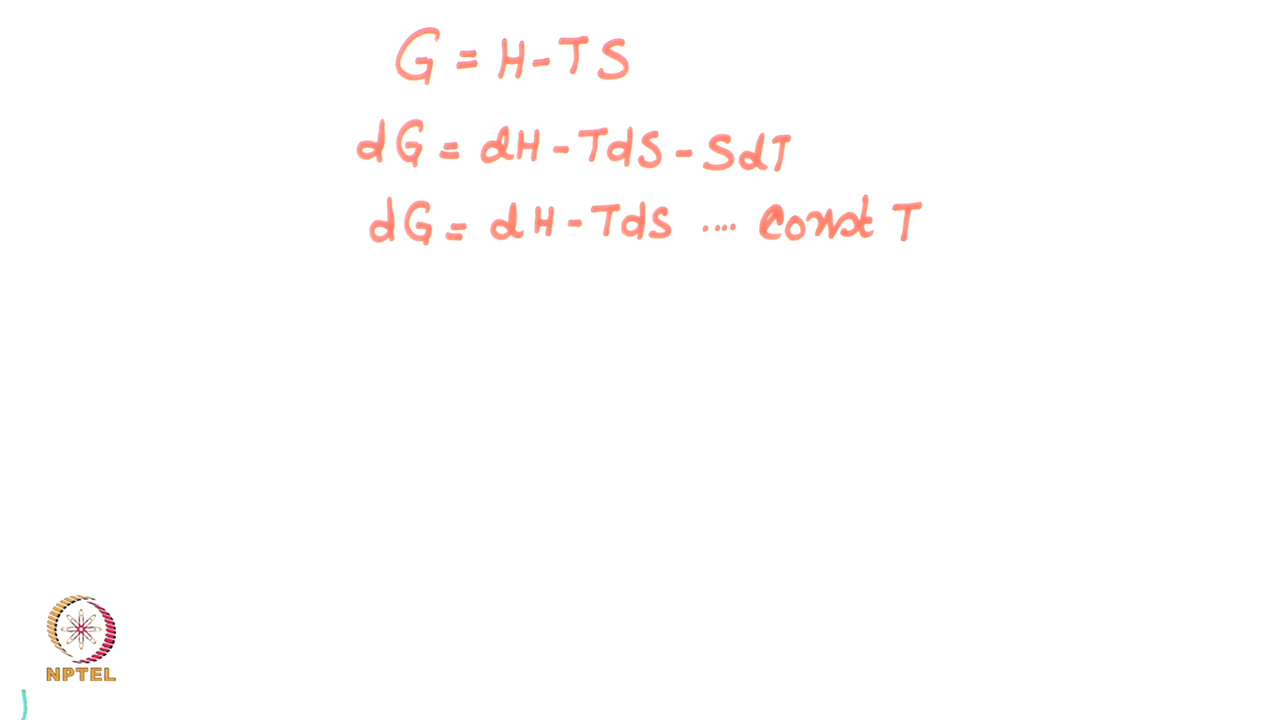 G = H - TS
dG = dH - TdS - SdT
dG = dH - TdS .... Const T
NPTEL